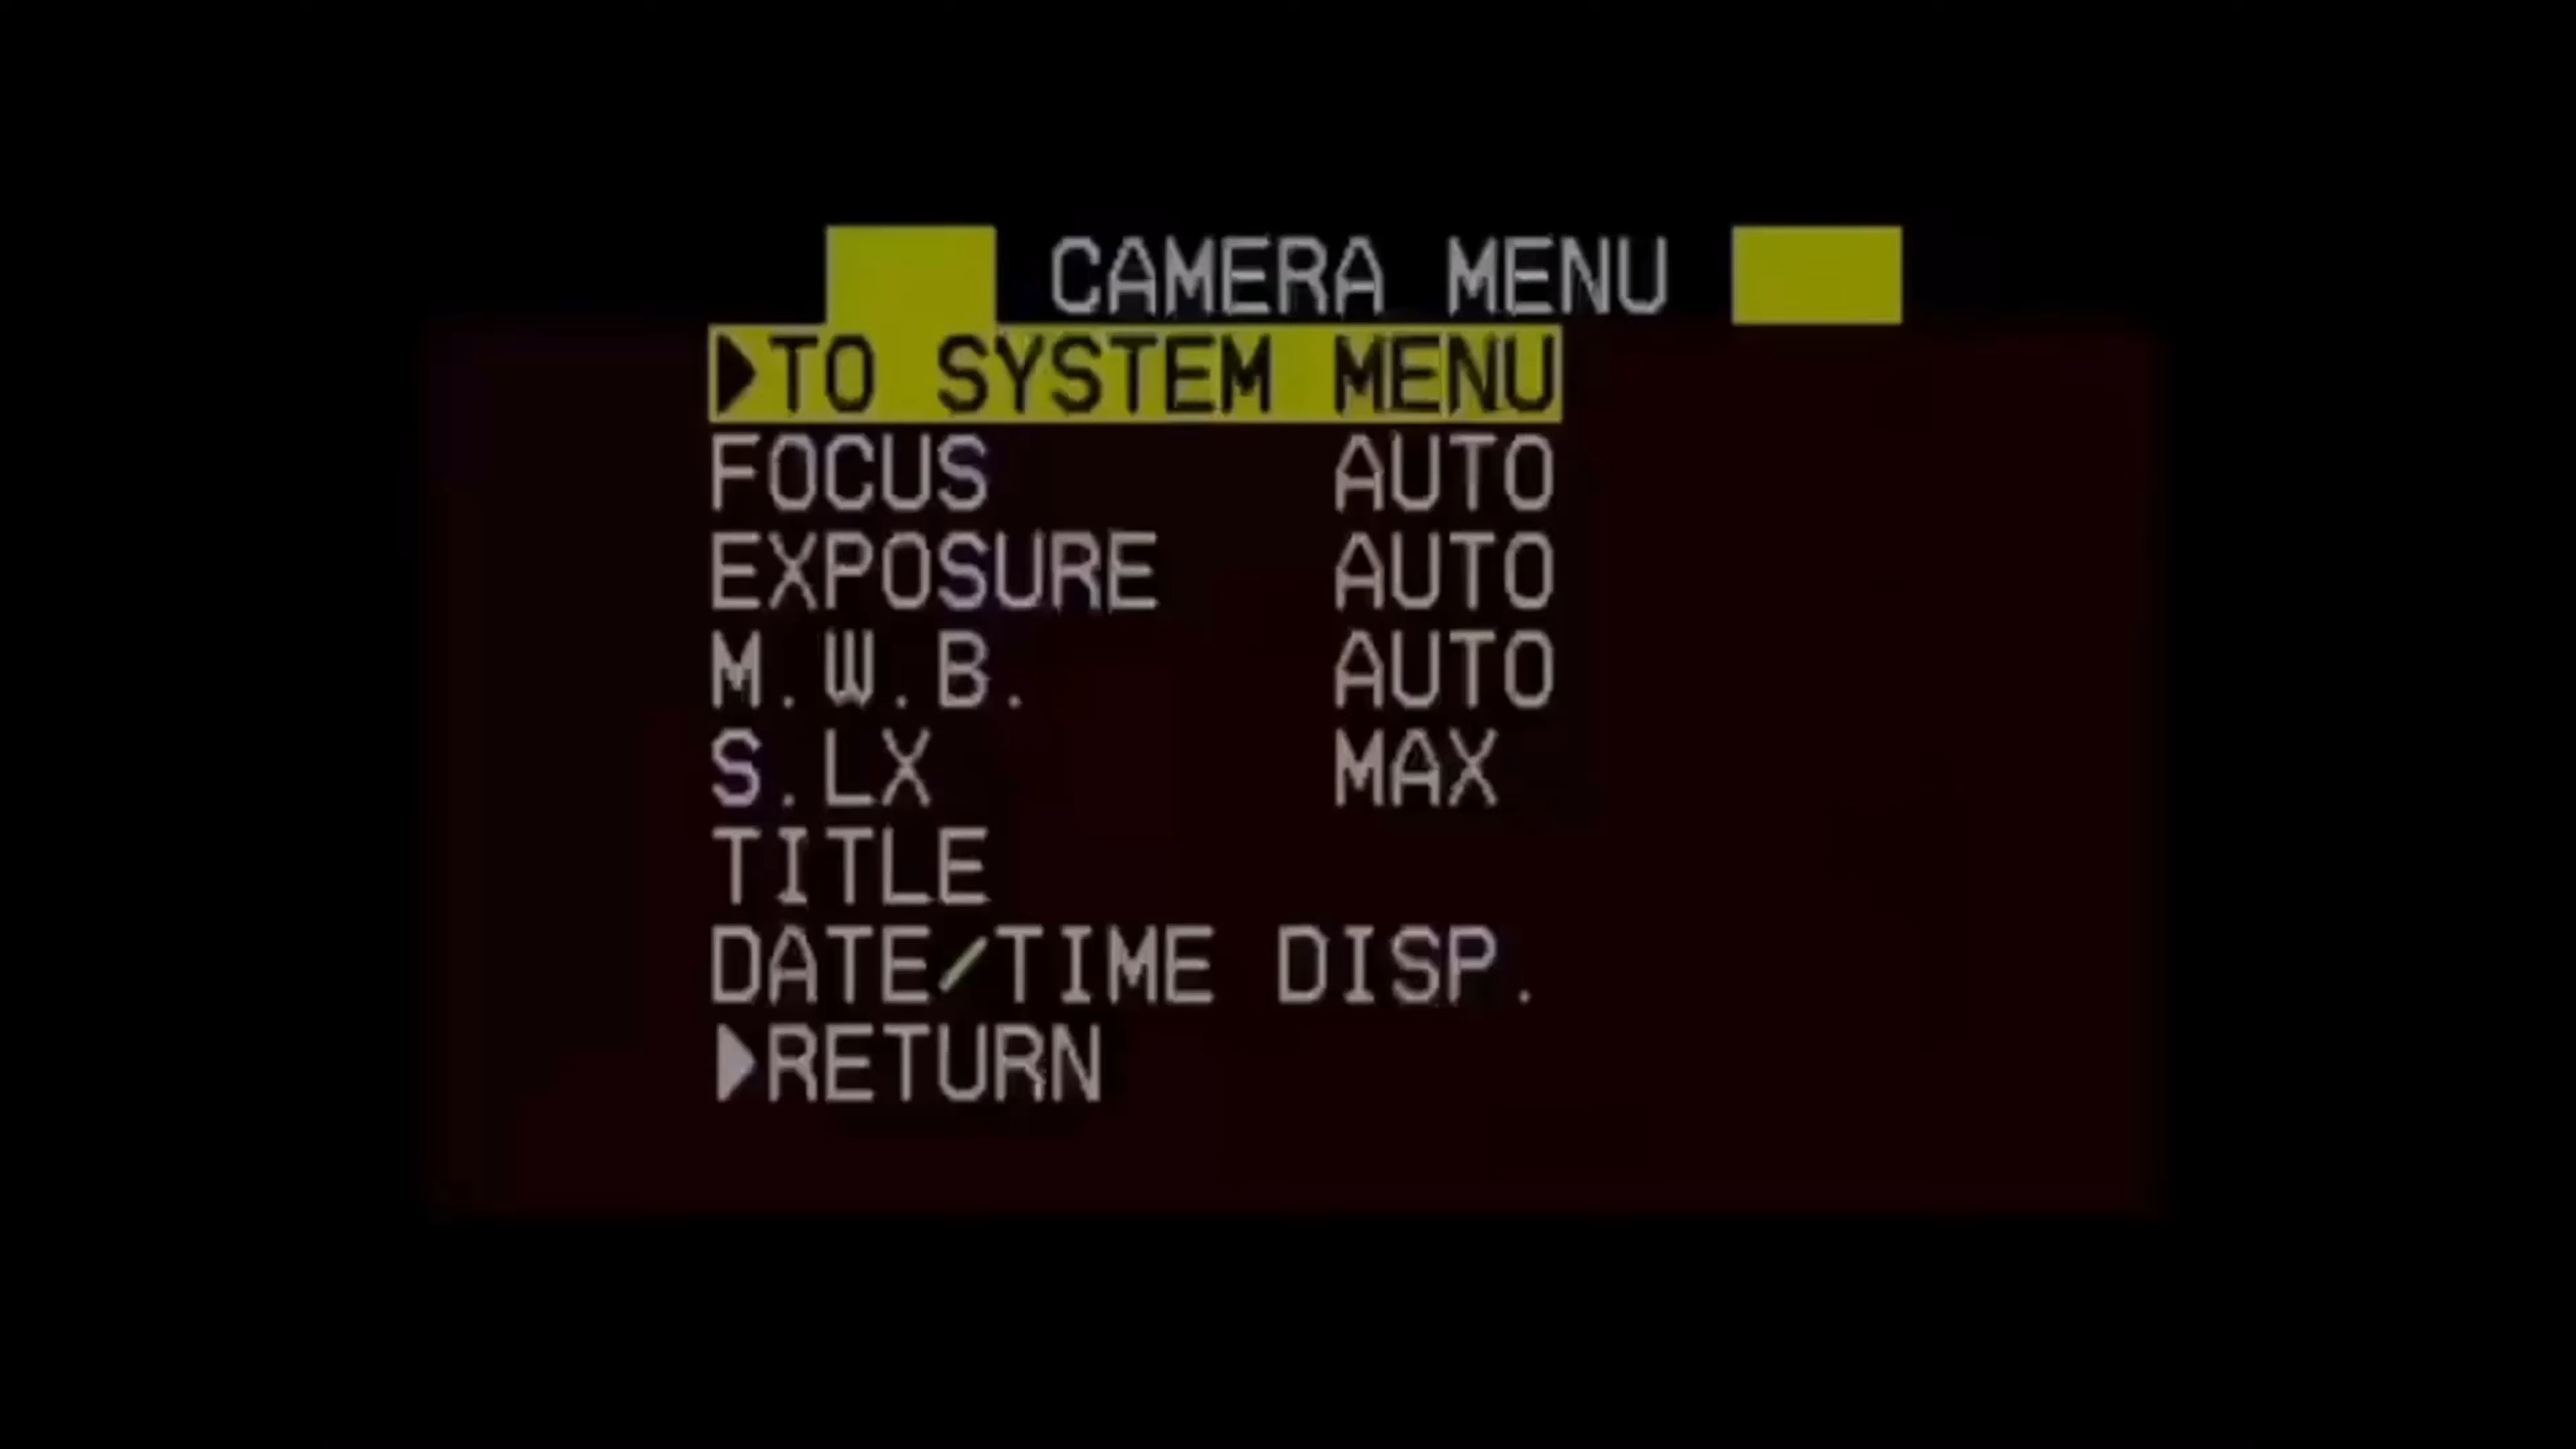 CAMERA MENU
▶TO SYSTEM MENU
FOCUS AUTO
EXPOSURE AUTO
M.W.B. AUTO
S.LX MAX
TITLE
DATE/TIME DISP.
▶RETURN